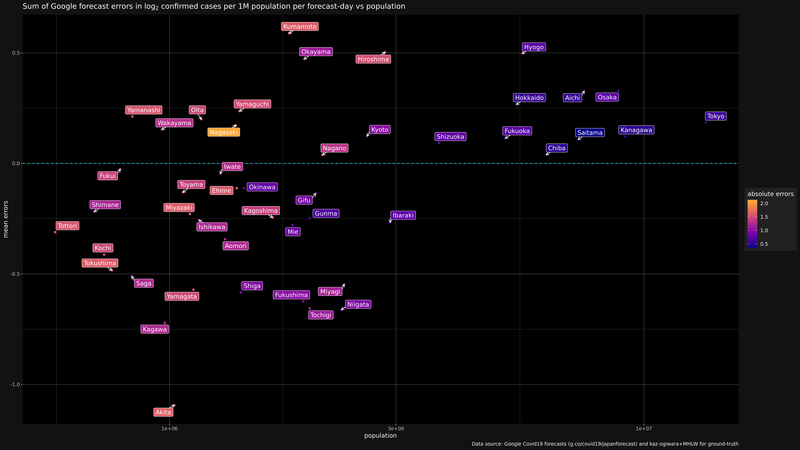 Sum of Google forecast errors in log2 confirmed cases per 1M population per forecast-day vs population
Kumamoto
Hyogo
Okayama
0.5
Hiroshima
Hokkaido
Aichi
Osaka
Yamaguchi
Yamanashi
Oita
Tokyo
Wakayama
Kyoto
Fukuoka
Kanagawa
Nagasaki
Saitama
Shizuoka
Nagano
Chiba
0.0
Iwate
Fukui
Toyama
Ehime
Okinawa
Gifu
Shimane
Miyazaki
Kagoshima
Gunma
Ibaraki
absolute errors
2.0
1.5
1.0
0.5
mean errors
Tottori
Ishikawa
Mie
Kochi
Aomori
Tokushima
-0.5
Saga
Shiga
Yamagata
Fukushima
Miyagi
Niigata
Tochigi
Kagawa
-1.0
Akita
1e+06
3e+06
1e+07
population
Data source: Google Covid19 forecasts (g.co/covid19/japanforecast) and kaz-ogiwara+MHLW for ground-truth